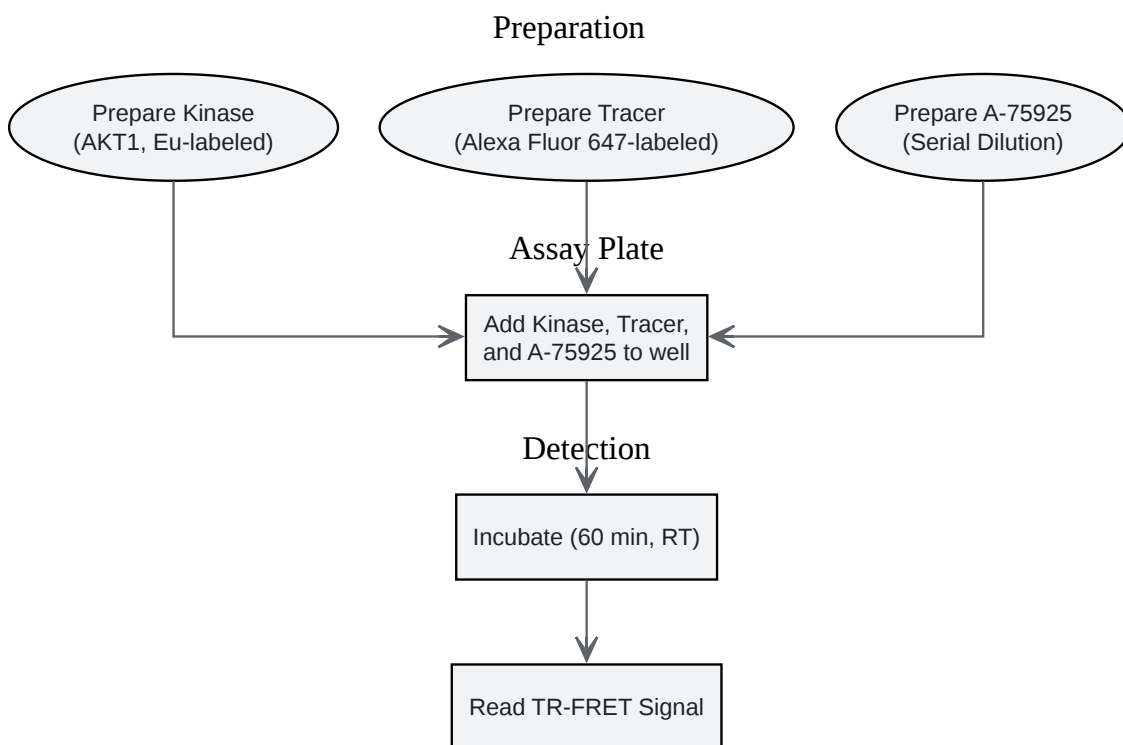 Preparation
Prepare Kinase
(AKT1, Eu-labeled)
Prepare Tracer
(Alexa Fluor 647-labeled)
Prepare A-75925
(Serial Dilution)
Assay Plate
Add Kinase, Tracer,
and A-75925 to well
Detection
Incubate (60 min, RT)
Read TR-FRET Signal